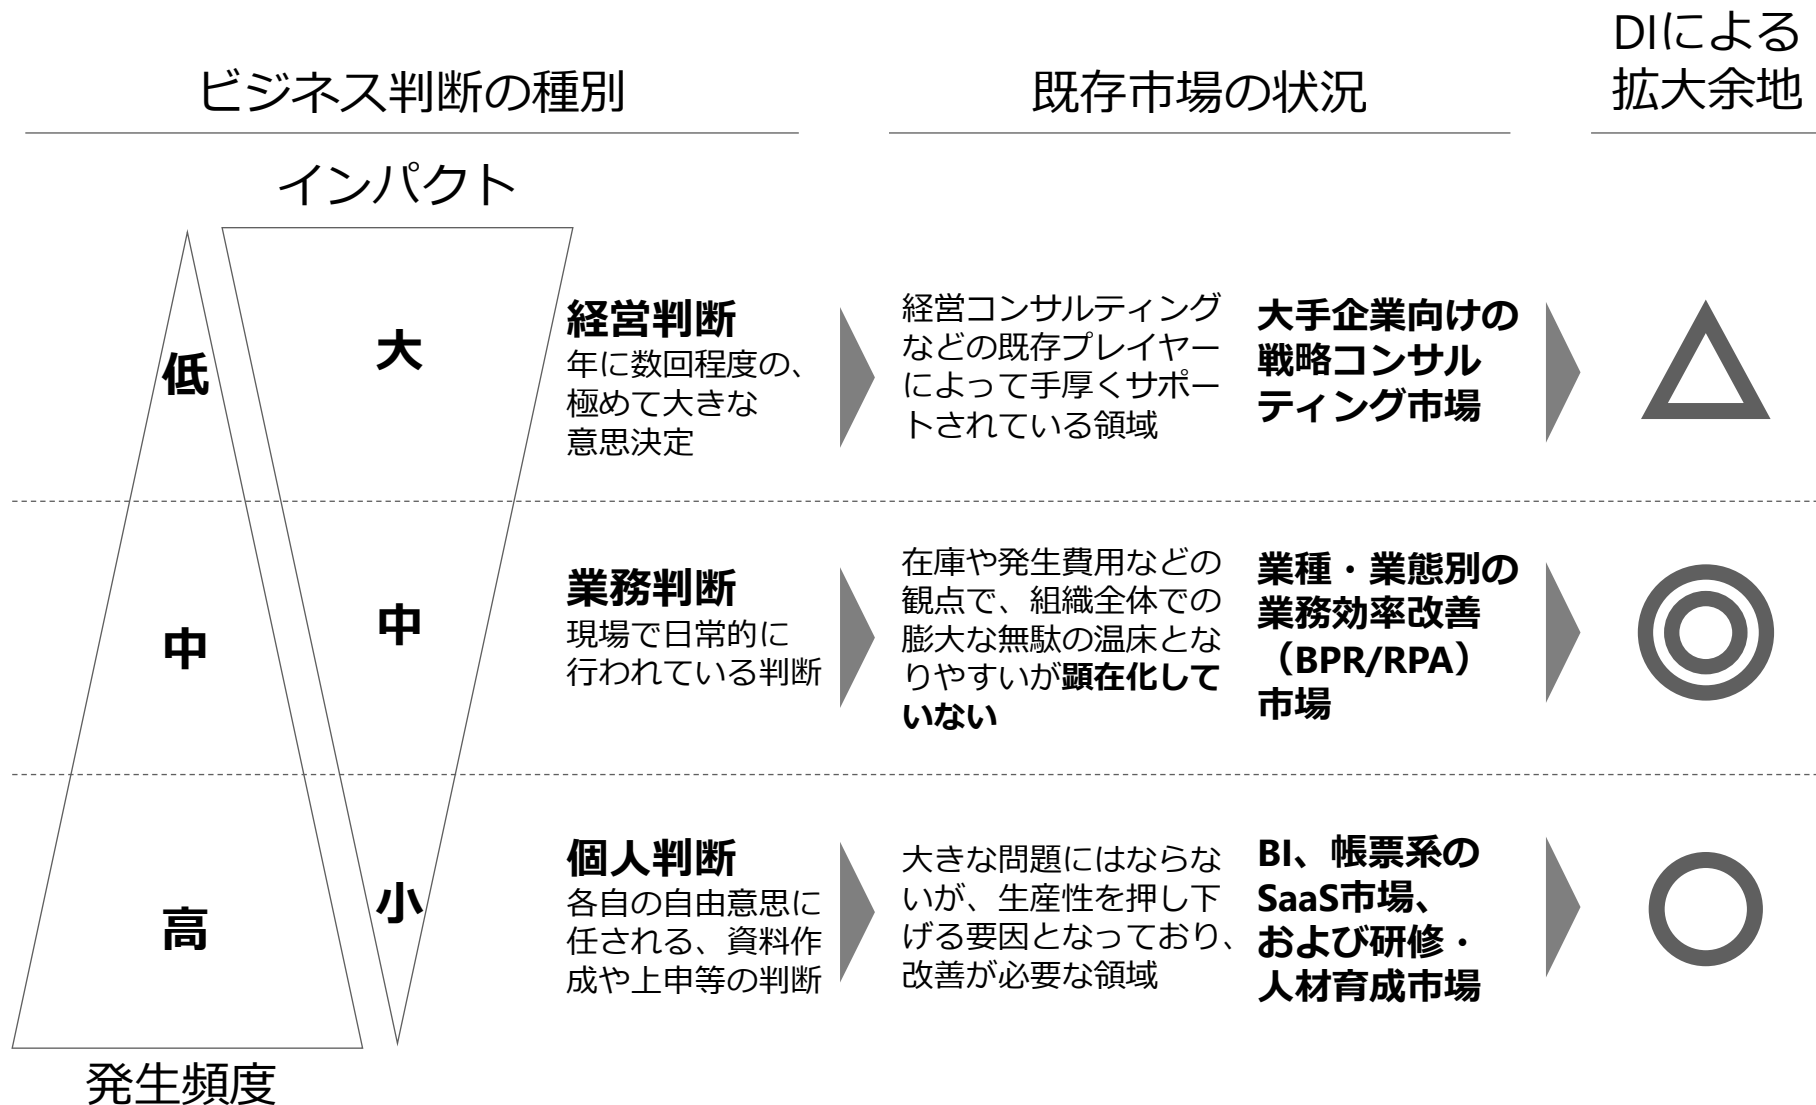 ビジネス判断の種別
既存市場の状況
DIによる
拡大余地
インパクト
低
大
経営判断
年に数回程度の、
極めて大きな
意思決定
経営コンサルティング
などの既存プレイヤー
によって手厚くサポー
トされている領域
大手企業向けの
戦略コンサル
ティング市場
中
中
業務判断
現場で日常的に
行われている判断
在庫や発生費用などの
観点で、組織全体での
膨大な無駄の温床とな
りやすいが顕在化して
いない
業種・業態別の
業務効率改善
（BPR/RPA）
市場
高
小
個人判断
各自の自由意思に
任される、資料作
成や上申等の判断
大きな問題にはならな
いが、生産性を押し下
げる要因となっており、
改善が必要な領域
BI、帳票系の
SaaS市場、
および研修・
人材育成市場
発生頻度